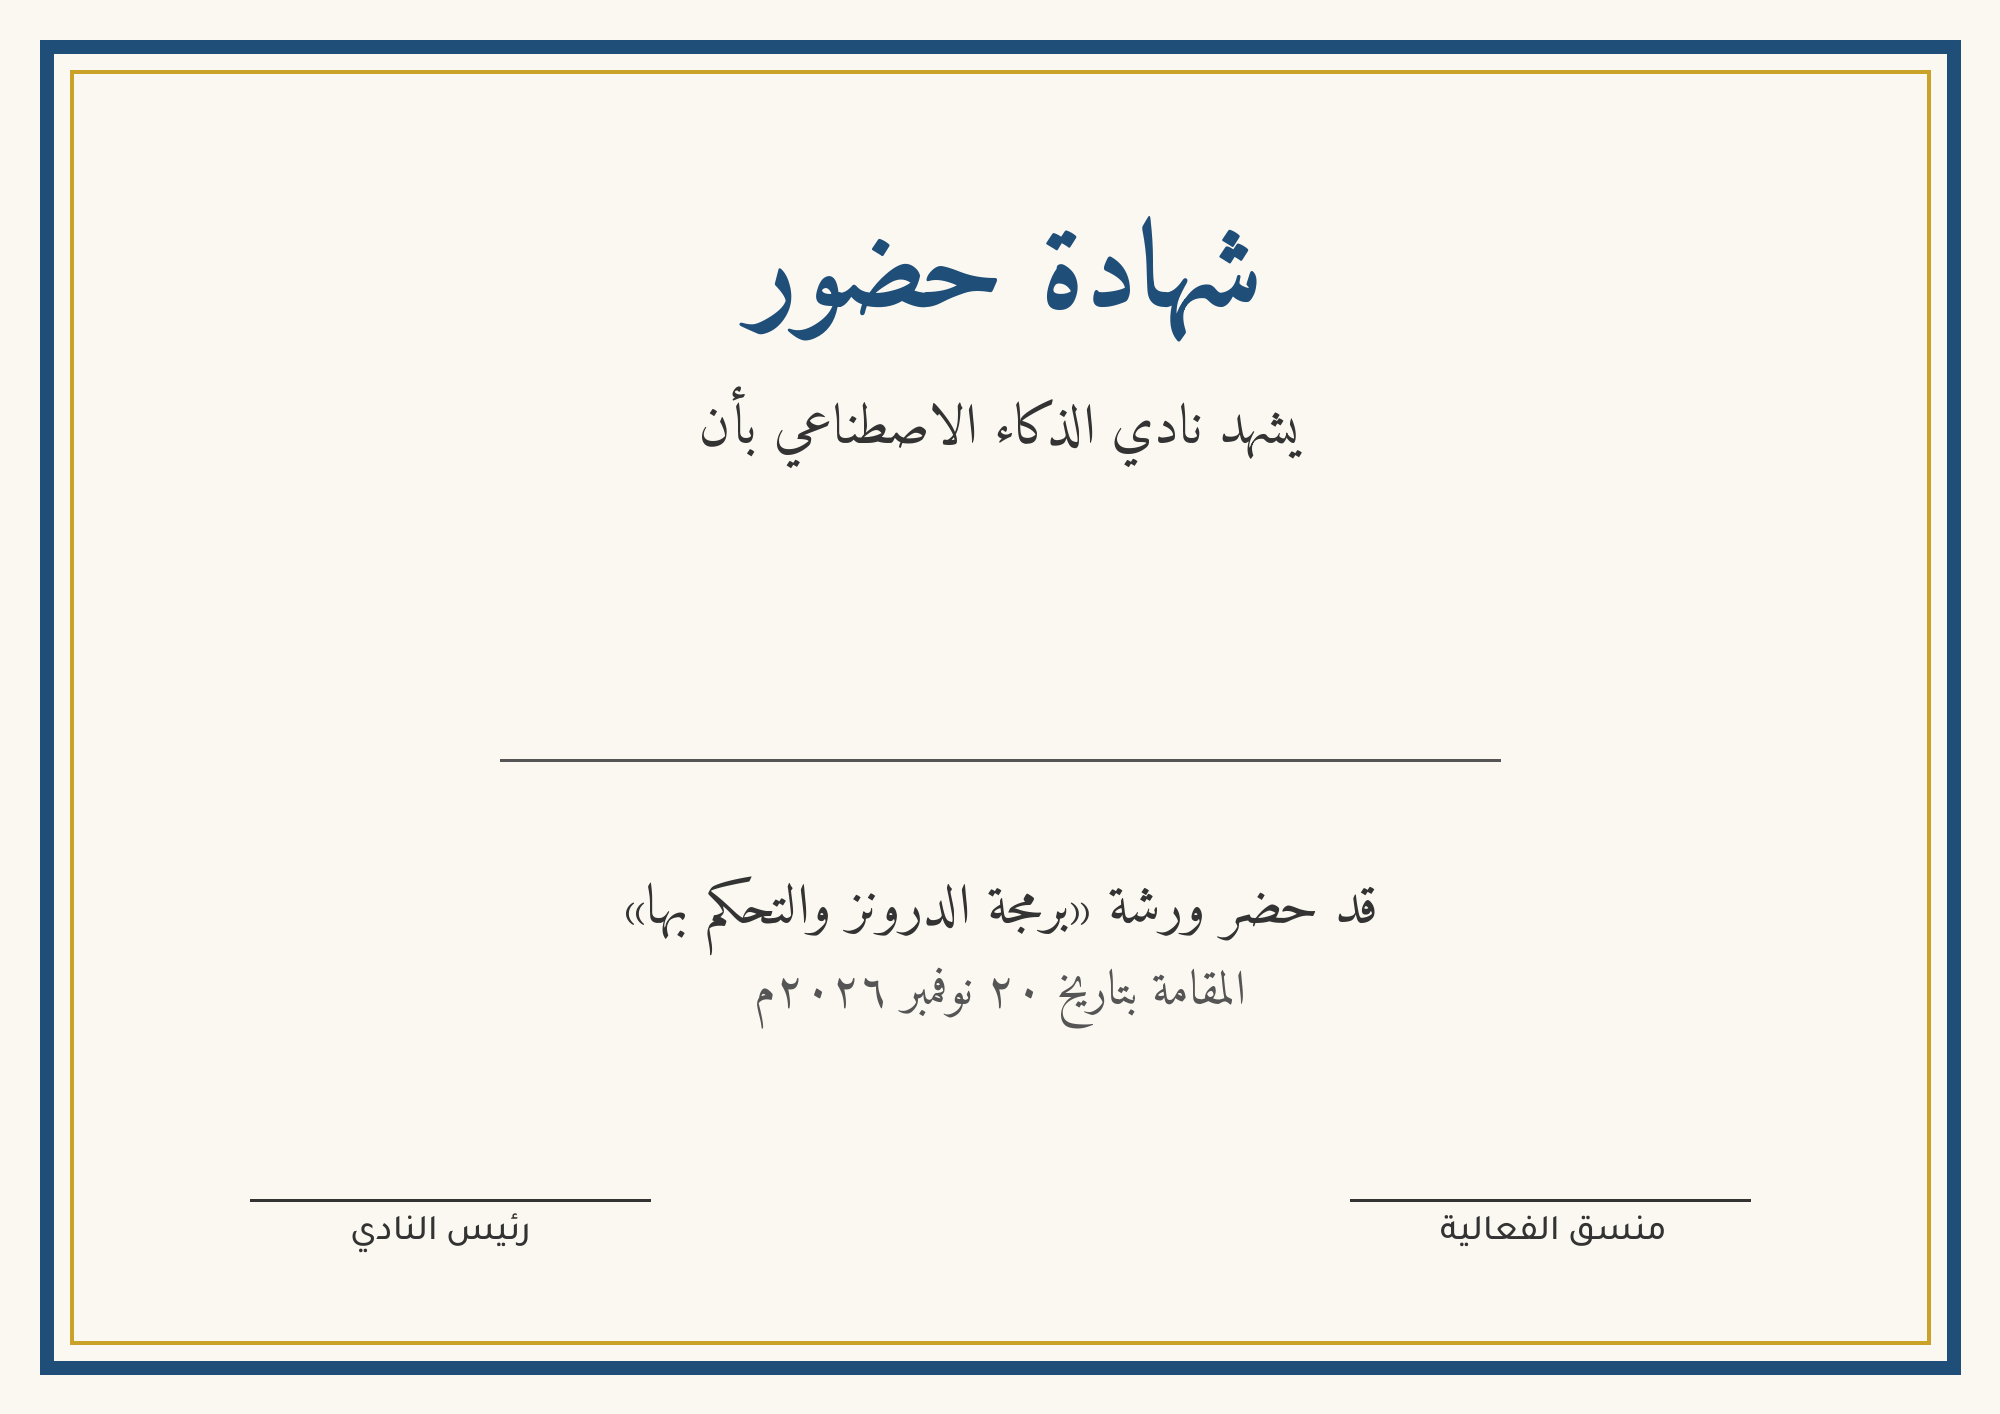 شهادة حضور
يشهد نادي الذكاء الاصطناعي بأن
قد حضر ورشة «برمجة الدرونز والتحكم بها»
المقامة بتاريخ ٢٠ نوفمبر ٢٠٢٦م
منسق الفعالية
رئيس النادي